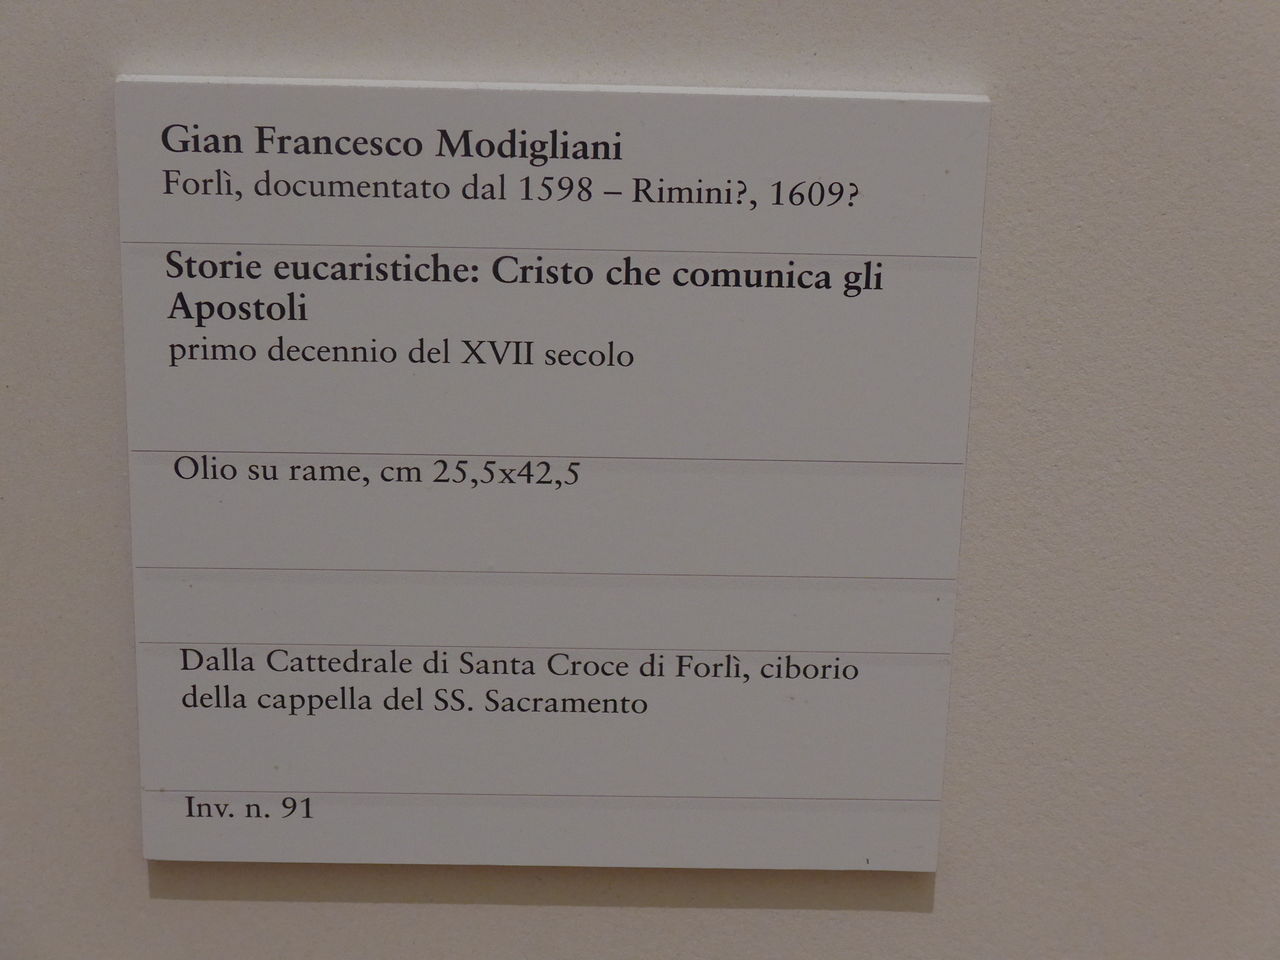 Gian Francesco Modigliani
Forlì, documentato dal 1598 – Rimini?, 1609?
Storie eucaristiche: Cristo che comunica gli
Apostoli
primo decennio del XVII secolo
Olio su rame, cm 25,5x42,5
Dalla Cattedrale di Santa Croce di Forlì, ciborio
della cappella del SS. Sacramento
Inv. n. 91